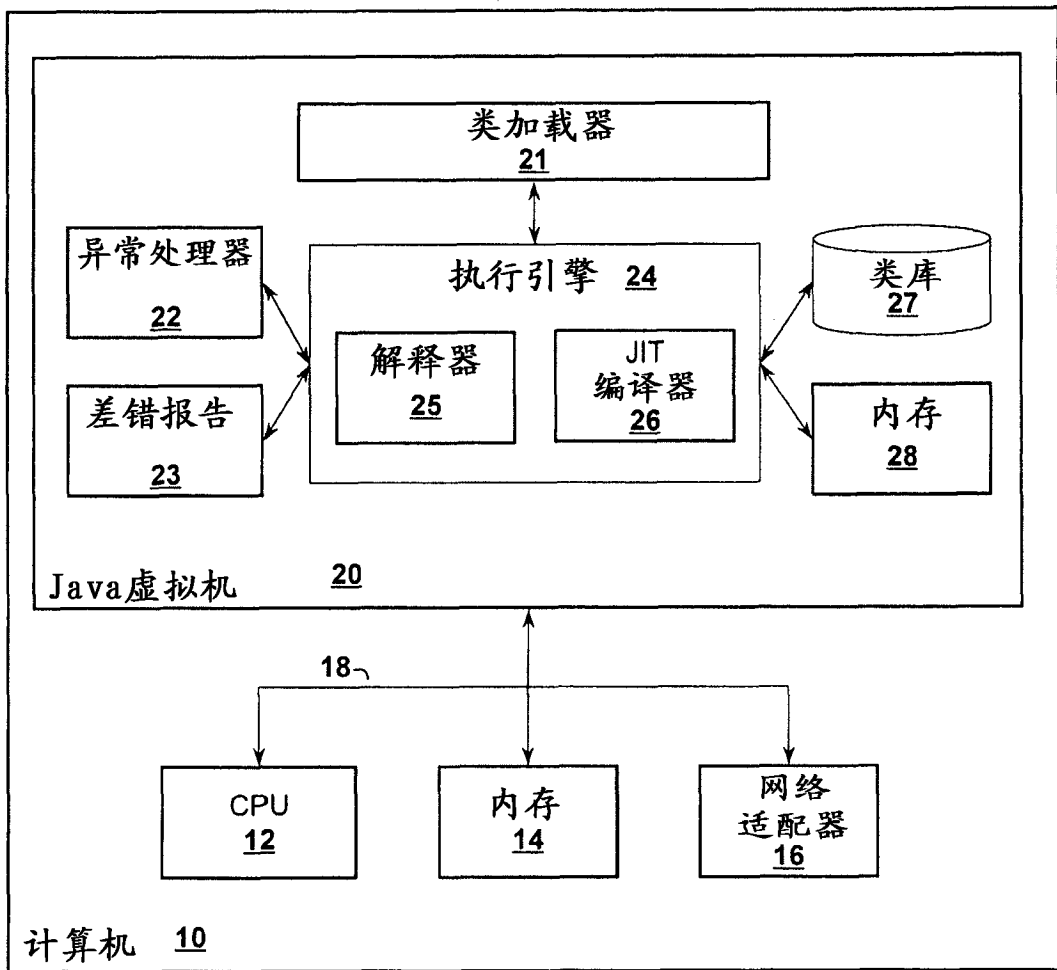 类加载器
21
异常处理器
22
执行引擎 24
类库
27
解释器
25
JIT
编译器
26
差错报告
23
内存
28
Java虚拟机 20
18
CPU
12
内存
14
网络
适配器
16
计算机 10